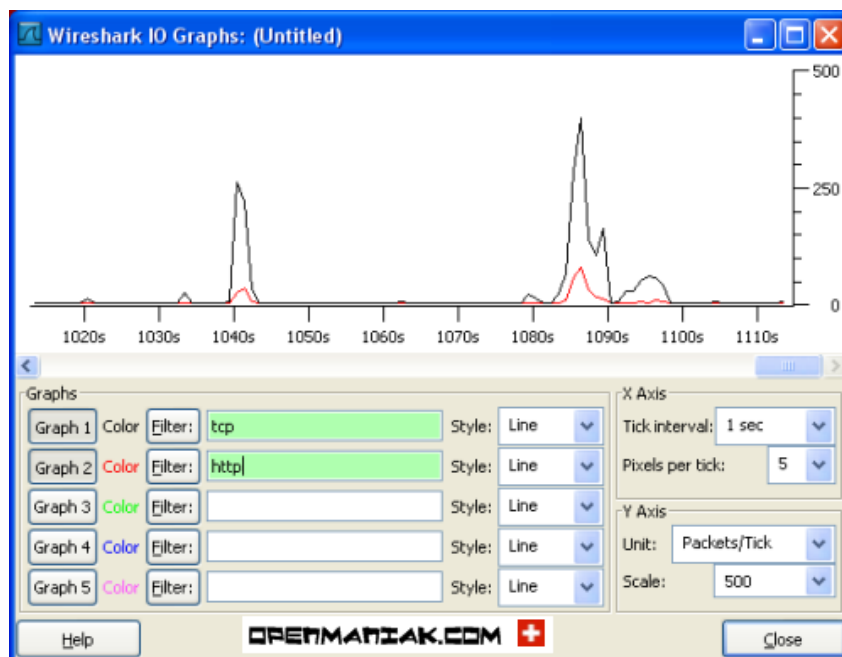 Wireshark IO Graphs: (Untitled)
500
250
0
1020s 1030s 1040s 1050s 1060s 1070s 1080s 1090s 1100s 1110s
Graphs
Graph 1 Color Filter: tcp Style: Line
Graph 2 Color Filter: http Style: Line
Graph 3 Color Filter: Style: Line
Graph 4 Color Filter: Style: Line
Graph 5 Color Filter: Style: Line
X Axis
Tick interval: 1 sec
Pixels per tick: 5
Y Axis
Unit: Packets/Tick
Scale: 500
Help
OPENMANIAK.COM
Close